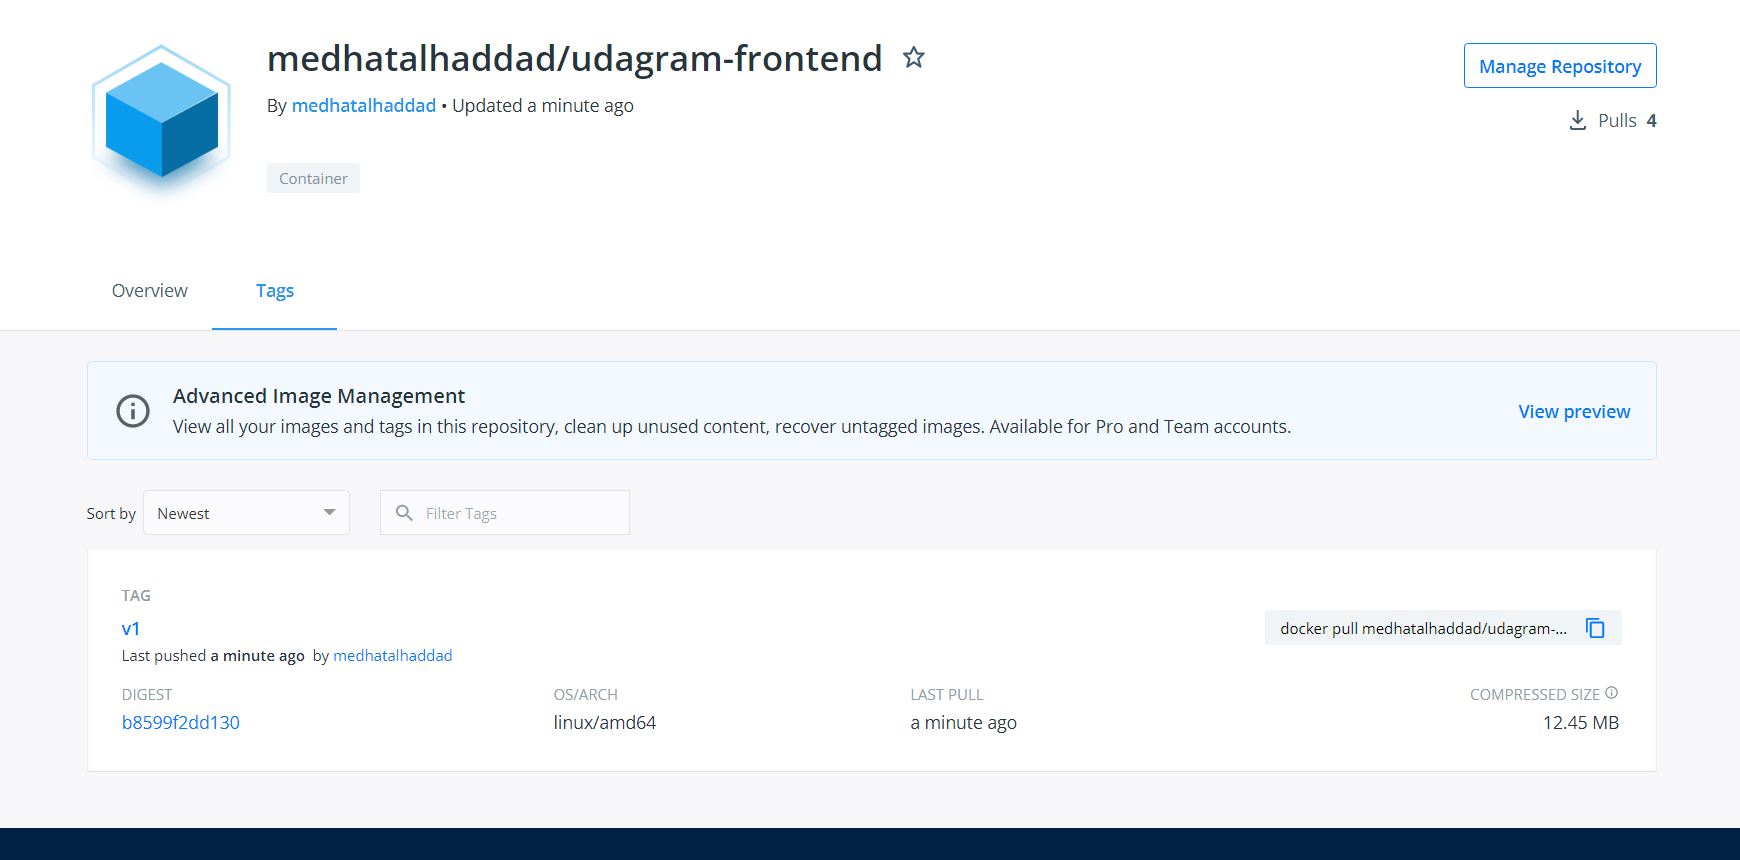 medhatalhaddad/udagram-frontend
Manage Repository
By medhatalhaddad • Updated a minute ago
Pulls 4
Container
Overview
Tags
Advanced Image Management
View all your images and tags in this repository, clean up unused content, recover untagged images. Available for Pro and Team accounts.
View preview
Sort by
Newest
Filter Tags
TAG
v1
docker pull medhatalhaddad/udagram-...
Last pushed a minute ago by medhatalhaddad
DIGEST
OS/ARCH
LAST PULL
COMPRESSED SIZE
b8599f2dd130
linux/amd64
a minute ago
12.45 MB